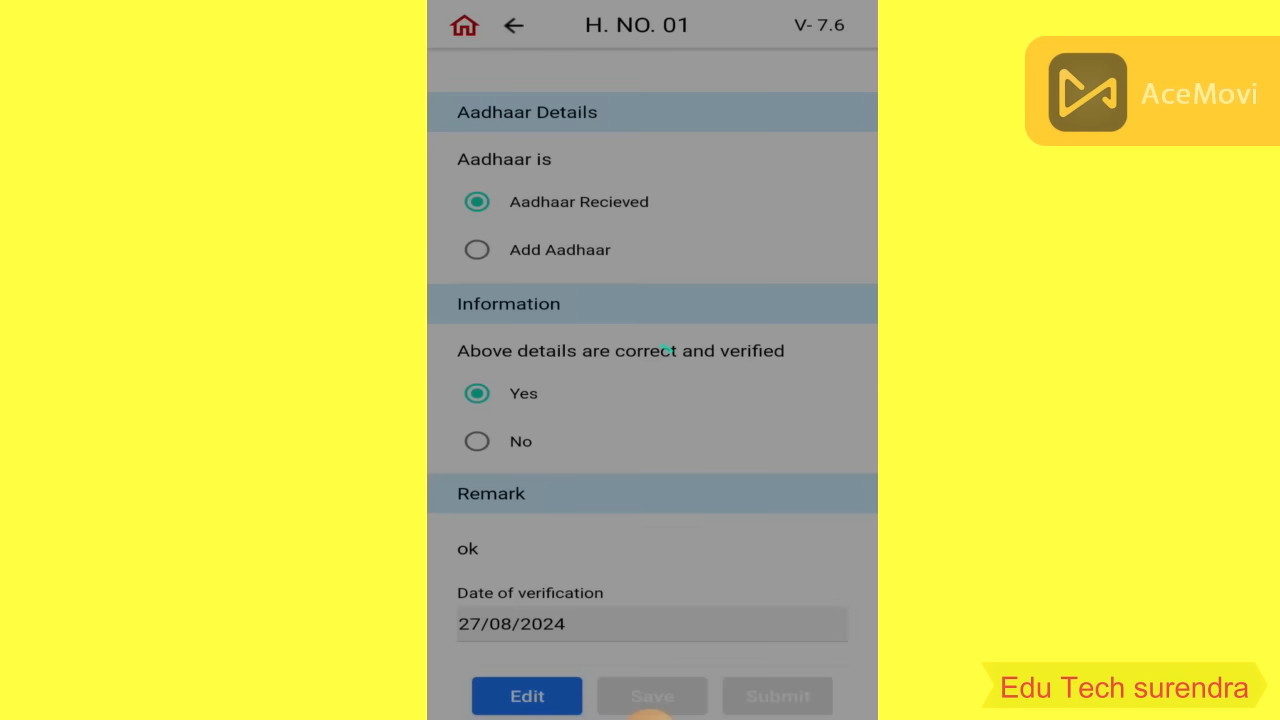 H. NO. 01
V- 7.6
AceMovi
Aadhaar Details
Aadhaar is
Aadhaar Recieved
Add Aadhaar
Information
Above details are correct and verified
Yes
No
Remark
ok
Date of verification
27/08/2024
Edit Save Submit
Edu Tech surendra